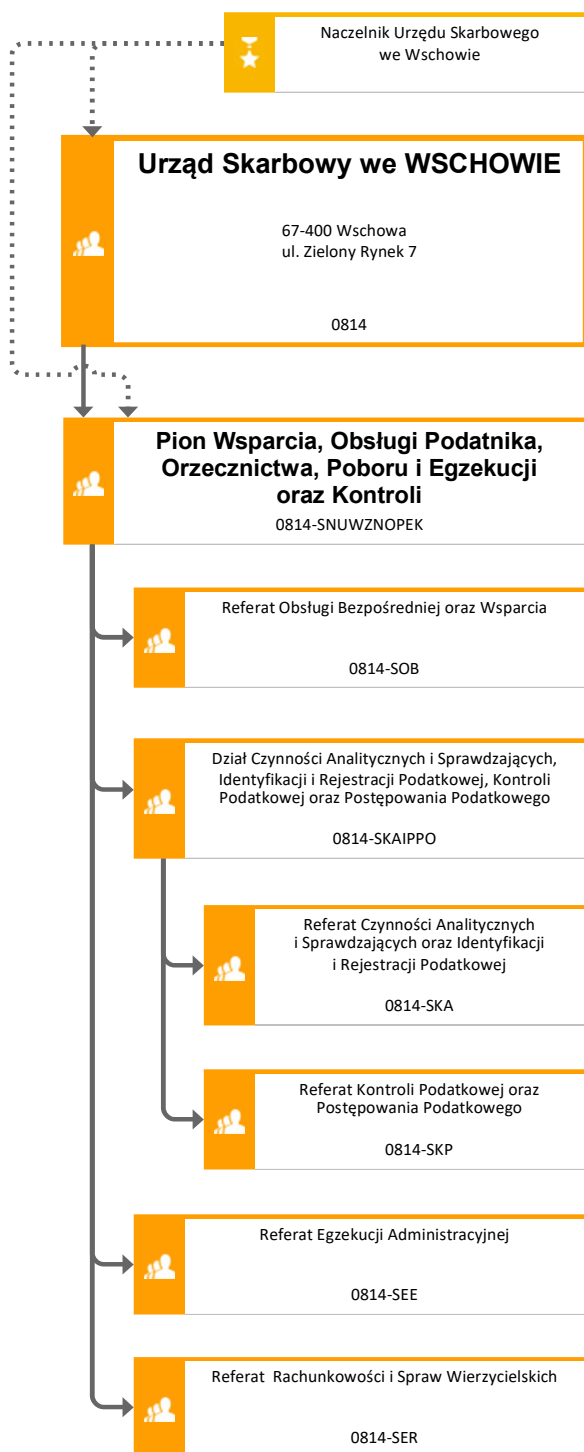 Naczelnik Urzędu Skarbowego
we Wschowie
Urząd Skarbowy we WSCHOWIE
67-400 Wschowa
ul. Zielony Rynek 7
0814
Pion Wsparcia, Obsługi Podatnika,
Orzecznictwa, Poboru i Egzekucji
oraz Kontroli
0814-SNUWZNOPEK
Referat Obsługi Bezpośredniej oraz Wsparcia
0814-SOB
Dział Czynności Analitycznych i Sprawdzających,
Identyfikacji i Rejestracji Podatkowej, Kontroli
Podatkowej oraz Postępowania Podatkowego
0814-SKAIPPO
Referat Czynności Analitycznych
i Sprawdzających oraz Identyfikacji
i Rejestracji Podatkowej
0814-SKA
Referat Kontroli Podatkowej oraz
Postępowania Podatkowego
0814-SKP
Referat Egzekucji Administracyjnej
0814-SEE
Referat Rachunkowości i Spraw Wierzycielskich
0814-SER